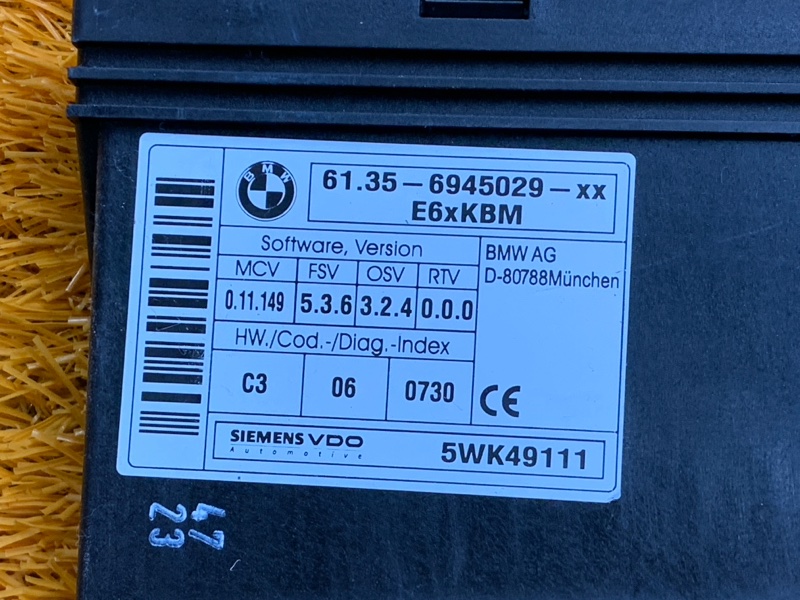 BMW
61.35-6945029-xx
E6xKBM
Software, Version
MCV FSV OSV RTV
0.11.149 5.3.6 3.2.4 0.0.0
HW./Cod.-/Diag.-Index
C3 06 0730
BMW AG
D-80788München
CE
SIEMENS VDO
Automotive
5WK49111
47
23